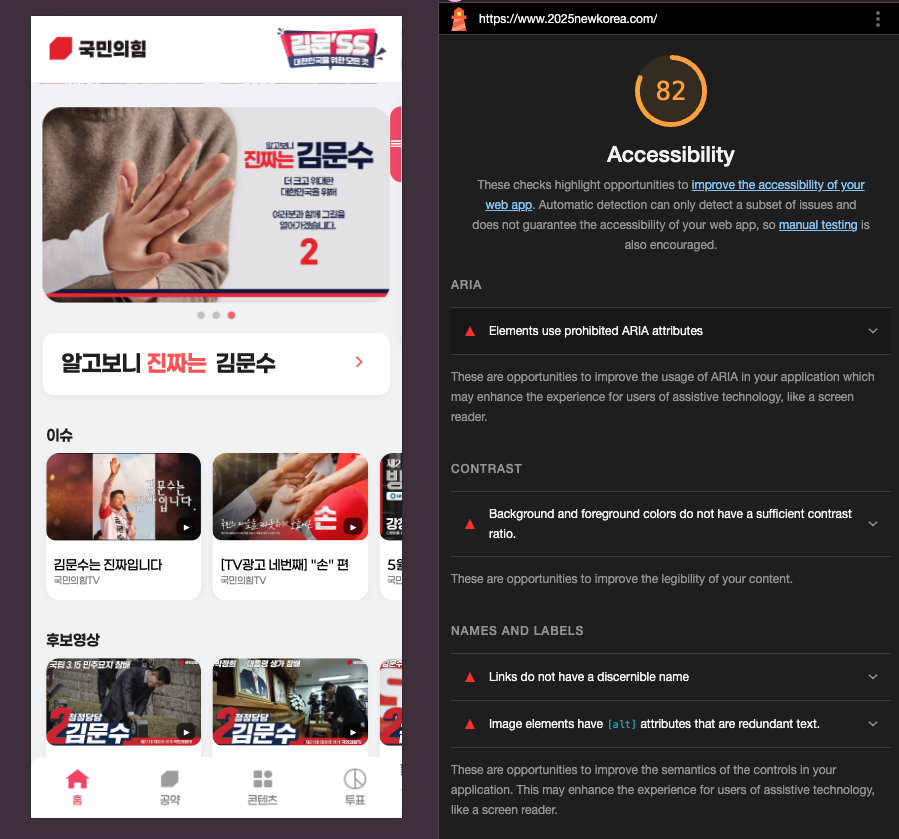 국민의힘
김문'SS
대한민국을 위한 모든 것
알고보니
진짜는 김문수
더 크고 위대한
대한민국을 위해
여러분과 함께 그길을
열어가겠습니다.
2
알고보니 진짜는 김문수
이슈
김문수는
진짜입니다.
김문수는 진짜입니다
국민의힘TV
손
[TV광고 네번째] "손" 편
국민의힘TV
제2
5월
국민
후보영상
국립 3.15 민주묘지 참배
2
정정당당
김문수
박정희 대통령 생가 참배
2
정정당당
김문수
홈
공약
콘텐츠
투표
https://www.2025newkorea.com/
82
Accessibility
These checks highlight opportunities to improve the accessibility of your
web app. Automatic detection can only detect a subset of issues and
does not guarantee the accessibility of your web app, so manual testing is
also encouraged.
ARIA
Elements use prohibited ARIA attributes
These are opportunities to improve the usage of ARIA in your application which
may enhance the experience for users of assistive technology, like a screen
reader.
CONTRAST
Background and foreground colors do not have a sufficient contrast
ratio.
These are opportunities to improve the legibility of your content.
NAMES AND LABELS
Links do not have a discernible name
Image elements have [alt] attributes that are redundant text.
These are opportunities to improve the semantics of the controls in your
application. This may enhance the experience for users of assistive technology,
like a screen reader.